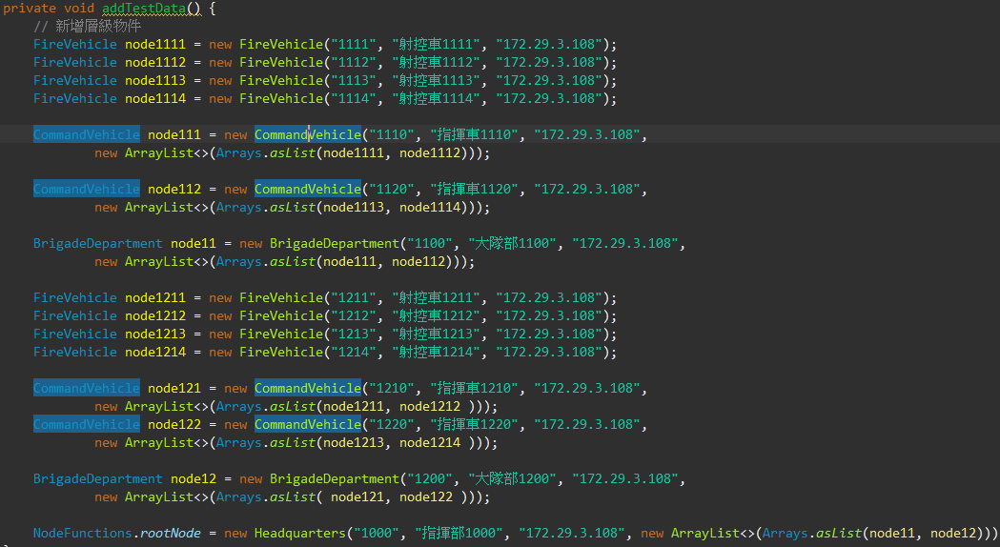 private void addTestData() {
// 新增層級物件
FireVehicle node1111 = new FireVehicle("1111", "射控車1111", "172.29.3.108");
FireVehicle node1112 = new FireVehicle("1112", "射控車1112", "172.29.3.108");
FireVehicle node1113 = new FireVehicle("1113", "射控車1113", "172.29.3.108");
FireVehicle node1114 = new FireVehicle("1114", "射控車1114", "172.29.3.108");
CommandVehicle node111 = new CommandVehicle("1110", "指揮車1110", "172.29.3.108",
new ArrayList<>(Arrays.asList(node1111, node1112)));
CommandVehicle node112 = new CommandVehicle("1120", "指揮車1120", "172.29.3.108",
new ArrayList<>(Arrays.asList(node1113, node1114)));
BrigadeDepartment node11 = new BrigadeDepartment("1100", "大隊部1100", "172.29.3.108",
new ArrayList<>(Arrays.asList(node111, node112)));
FireVehicle node1211 = new FireVehicle("1211", "射控車1211", "172.29.3.108");
FireVehicle node1212 = new FireVehicle("1212", "射控車1212", "172.29.3.108");
FireVehicle node1213 = new FireVehicle("1213", "射控車1213", "172.29.3.108");
FireVehicle node1214 = new FireVehicle("1214", "射控車1214", "172.29.3.108");
CommandVehicle node121 = new CommandVehicle("1210", "指揮車1210", "172.29.3.108",
new ArrayList<>(Arrays.asList(node1211, node1212 )));
CommandVehicle node122 = new CommandVehicle("1220", "指揮車1220", "172.29.3.108",
new ArrayList<>(Arrays.asList(node1213, node1214 )));
BrigadeDepartment node12 = new BrigadeDepartment("1200", "大隊部1200", "172.29.3.108",
new ArrayList<>(Arrays.asList( node121, node122 )));
NodeFunctions.rootNode = new Headquarters("1000", "指揮部1000", "172.29.3.108", new ArrayList<>(Arrays.asList(node11, node12)))